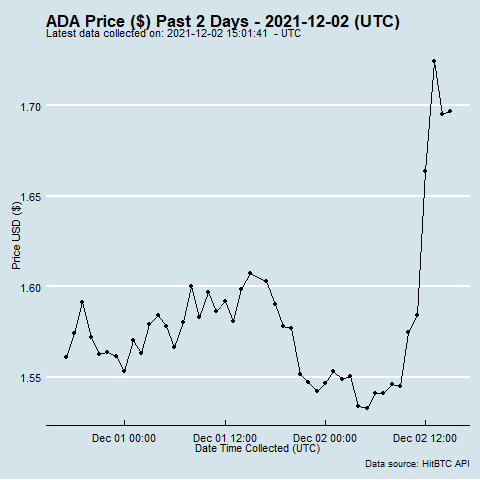 ADA Price ($) Past 2 Days - 2021-12-02 (UTC)
Latest data collected on: 2021-12-02 15:01:41  - UTC
1.70
1.65
1.60
1.55
Price USD ($)
Dec 01 00:00
Dec 01 12:00
Dec 02 00:00
Dec 02 12:00
Date Time Collected (UTC)
Data source: HitBTC API